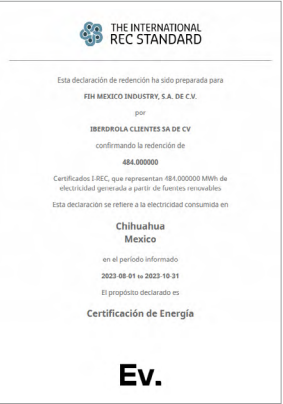 THE INTERNATIONAL
REC STANDARD
Esta declaración de redención ha sido preparada para
FIH MEXICO INDUSTRY, S.A. DE C.V.
por
IBERDROLA CLIENTES SA DE CV
confirmando la redención de
484.000000
Certificados I-REC, que representan 484.000000 MWh de
electricidad generada a partir de fuentes renovables
Esta declaración se refiere a la electricidad consumida en
Chihuahua
Mexico
en el período informado
2023-08-01 to 2023-10-31
El propósito declarado es
Certificación de Energía
Ev.